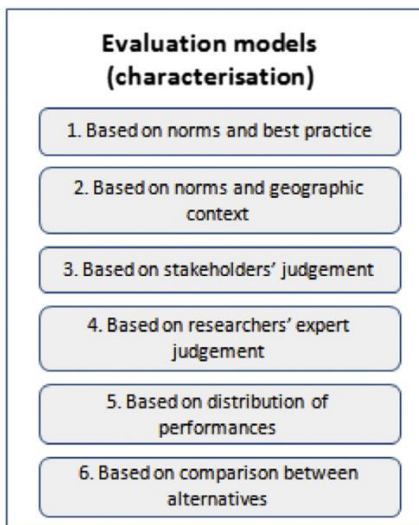 Evaluation models
(characterisation)
1. Based on norms and best practice
2. Based on norms and geographic
context
3. Based on stakeholders’ judgement
4. Based on researchers’ expert
judgement
5. Based on distribution of
performances
6. Based on comparison between
alternatives